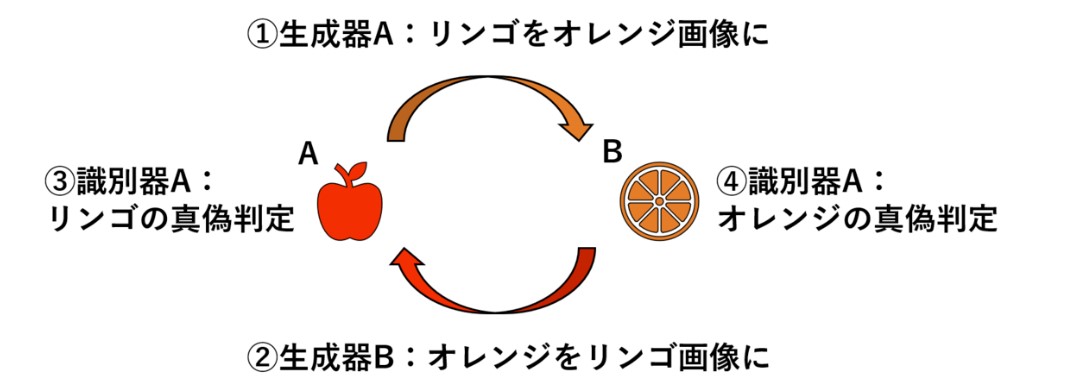 ①生成器A：リンゴをオレンジ画像に
A
B
③識別器A：
リンゴの真偽判定
④識別器A：
オレンジの真偽判定
②生成器B：オレンジをリンゴ画像に